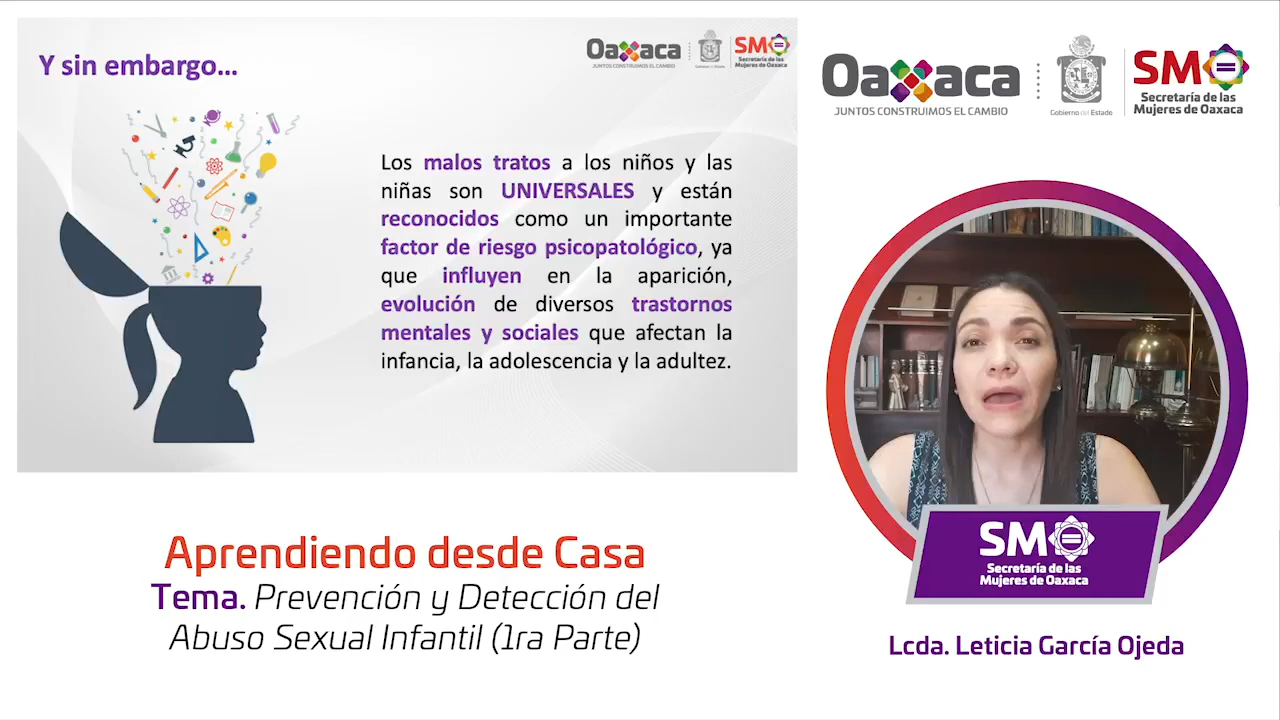 Y sin embargo...
Oaxaca
JUNTOS CONSTRUIMOS EL CAMBIO
Gobierno del Estado
SM
Secretaría de las
Mujeres de Oaxaca
Los malos tratos a los niños y las
niñas son UNIVERSALES y están
reconocidos como un importante
factor de riesgo psicopatológico, ya
que influyen en la aparición,
evolución de diversos trastornos
mentales y sociales que afectan la
infancia, la adolescencia y la adultez.
Oaxaca
JUNTOS CONSTRUIMOS EL CAMBIO
Gobierno del Estado
SM
Secretaría de las
Mujeres de Oaxaca
SM
Secretaría de las
Mujeres de Oaxaca
Lcda. Leticia García Ojeda
Aprendiendo desde Casa
Tema. Prevención y Detección del
Abuso Sexual Infantil (1ra Parte)